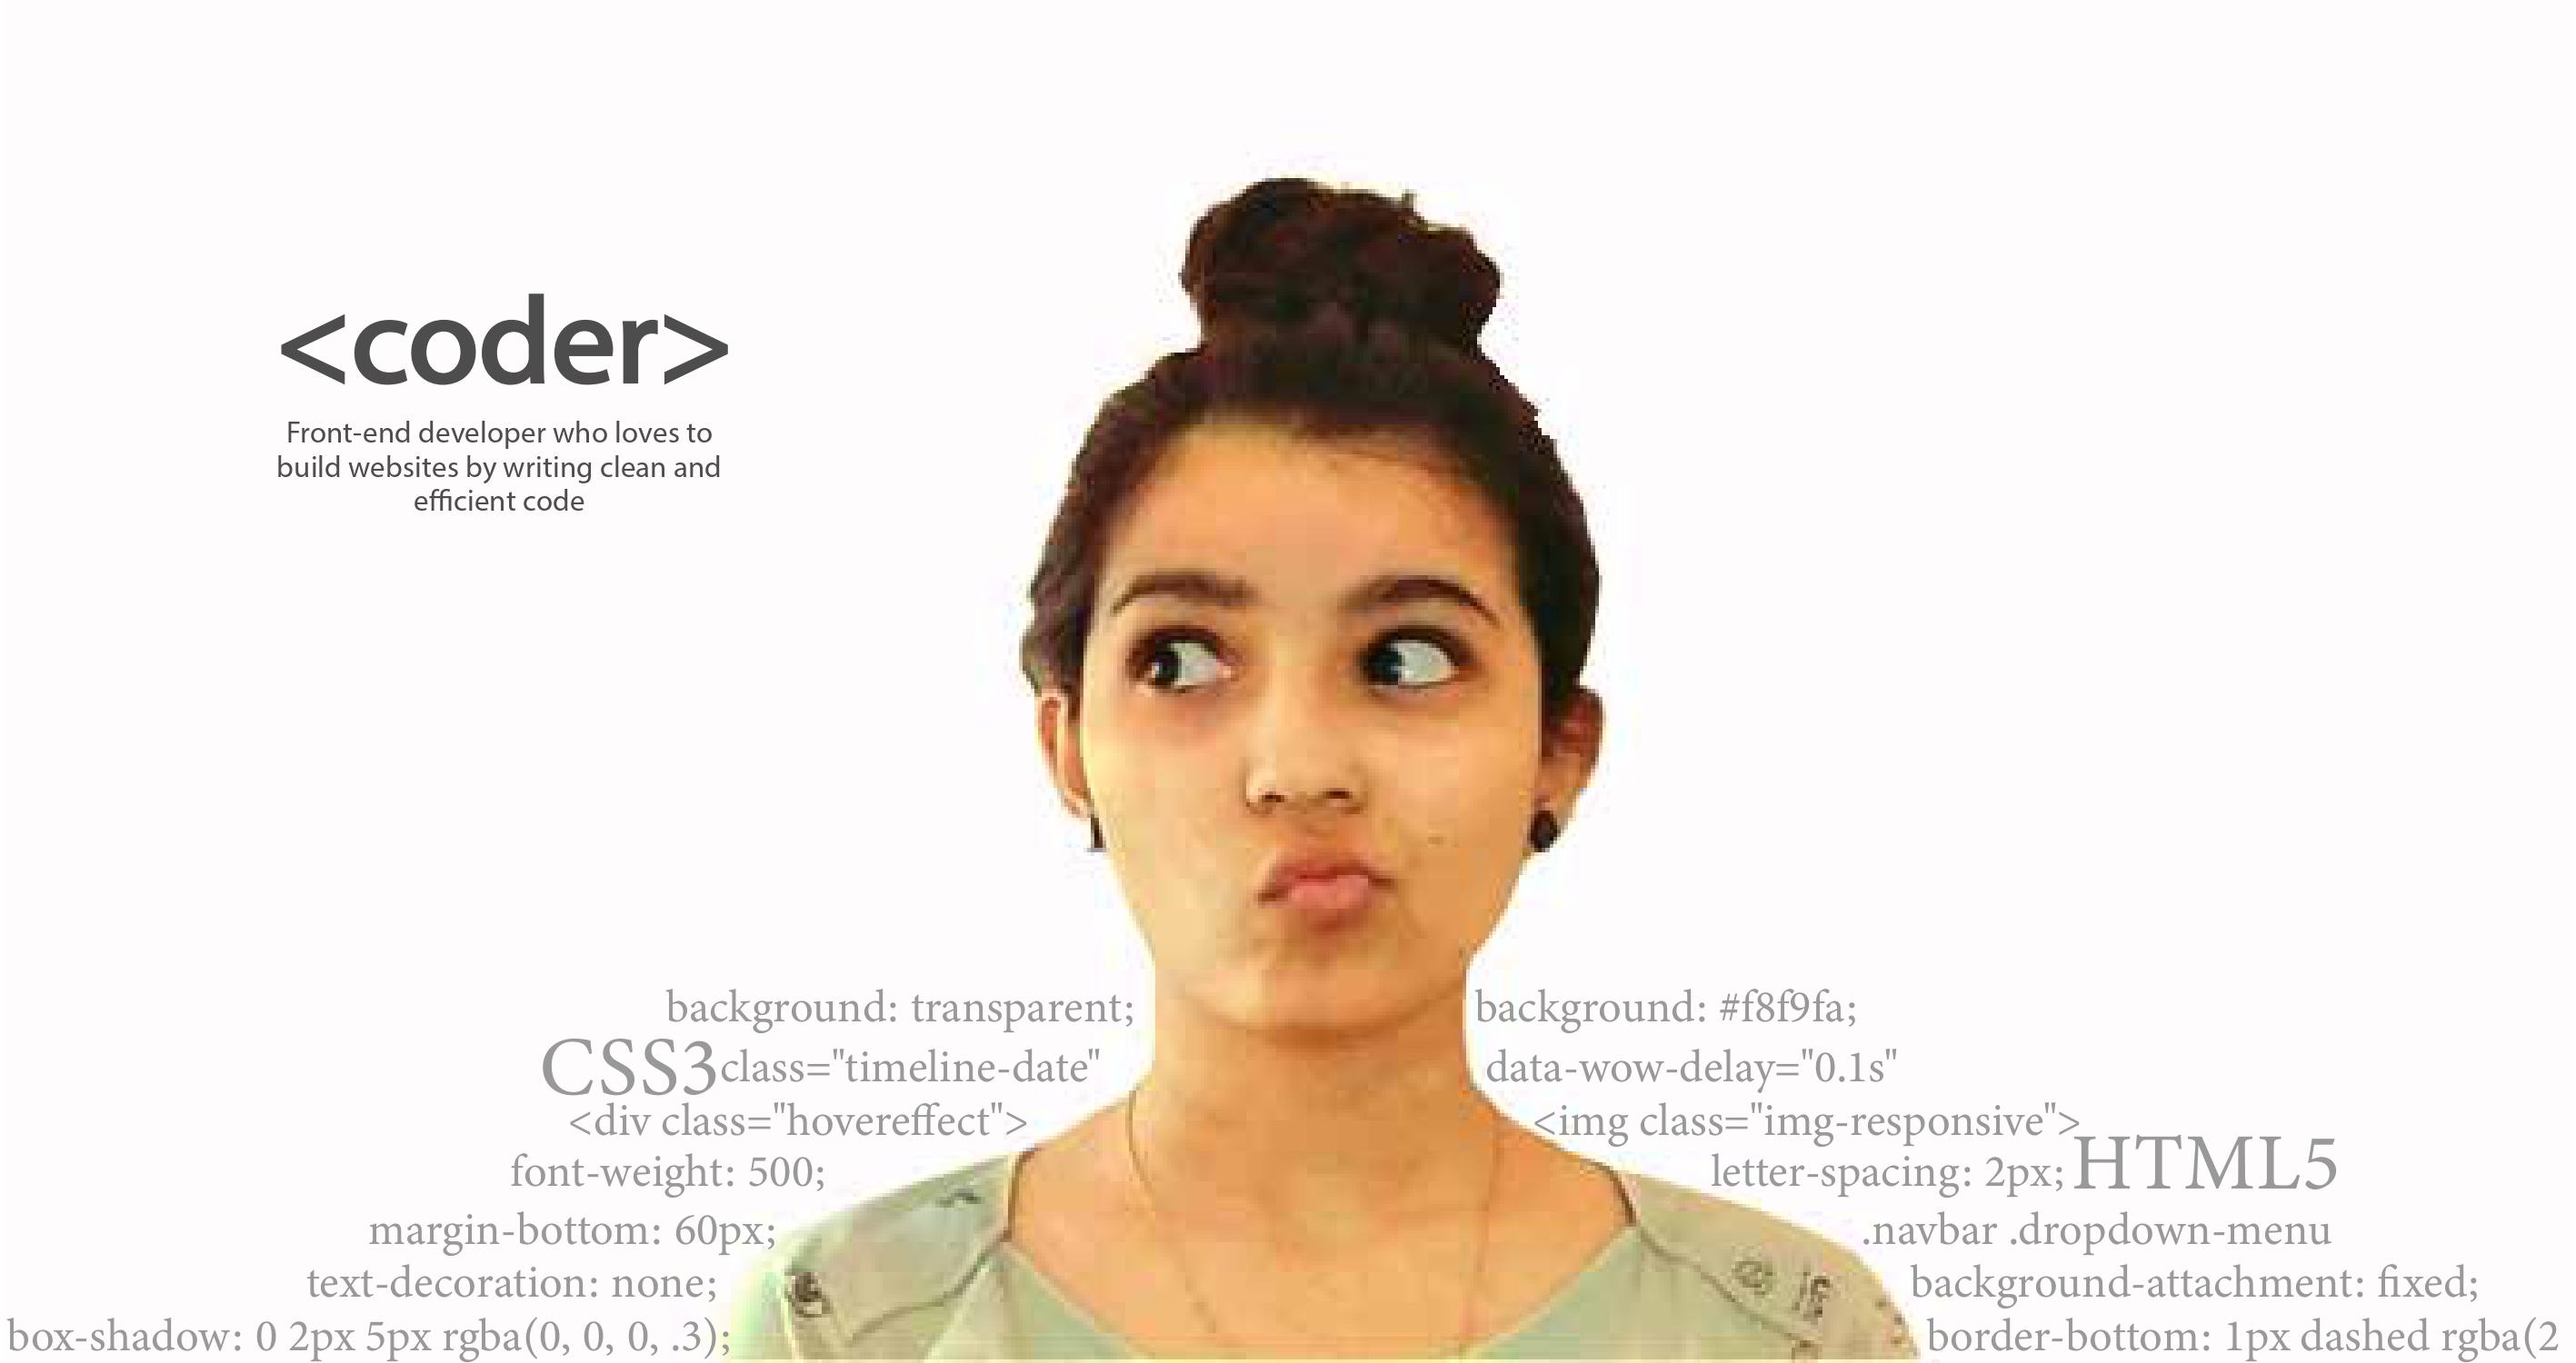 <coder>
Front-end developer who loves to
build websites by writing clean and
efficient code
background: transparent;
background: #f8f9fa;
CSS3 class="timeline-date"
data-wow-delay="0.1s"
<div class="hovereffect">
<img class="img-responsive">
font-weight: 500;
letter-spacing: 2px; HTML5
margin-bottom: 60px;
.navbar .dropdown-menu
text-decoration: none;
background-attachment: fixed;
box-shadow: 0 2px 5px rgba(0, 0, 0, .3);
border-bottom: 1px dashed rgba(2